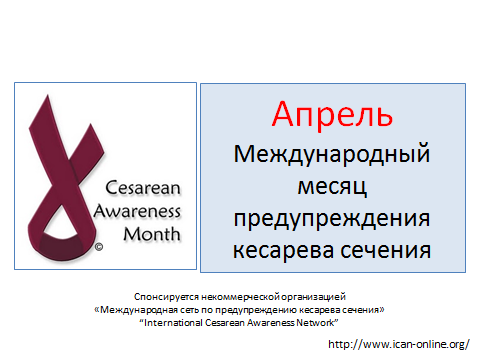 Cesarean
Awareness
Month
©
Апрель
Международный
месяц
предупреждения
кесарева сечения
Спонсируется некоммерческой организацией
«Международная сеть по предупреждению кесарева сечения»
“International Cesarean Awareness Network”
http://www.ican-online.org/